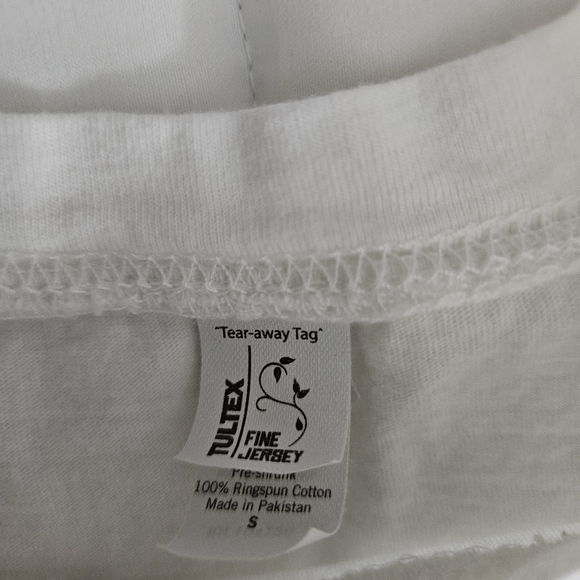 "Tear-away Tag"
TULTEX
FINE
JERSEY
Pre-shrunk
100% Ringspun Cotton
Made in Pakistan
S